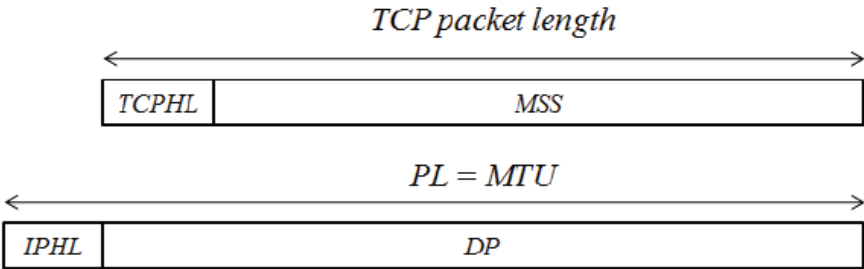 TCP packet length
TCPHL MSS
PL = MTU
IPHL DP